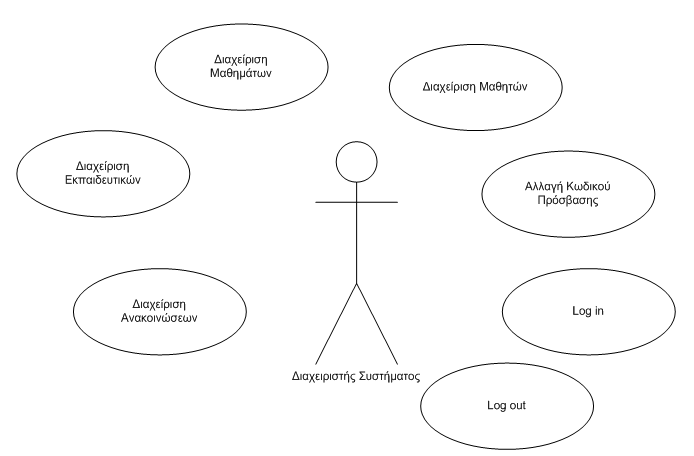 Διαχείριση
Μαθημάτων
Διαχείριση Μαθητών
Διαχείριση
Εκπαιδευτικών
Αλλαγή Κωδικού
Πρόσβασης
Διαχείριση
Ανακοινώσεων
Log in
Διαχειριστής Συστήματος
Log out